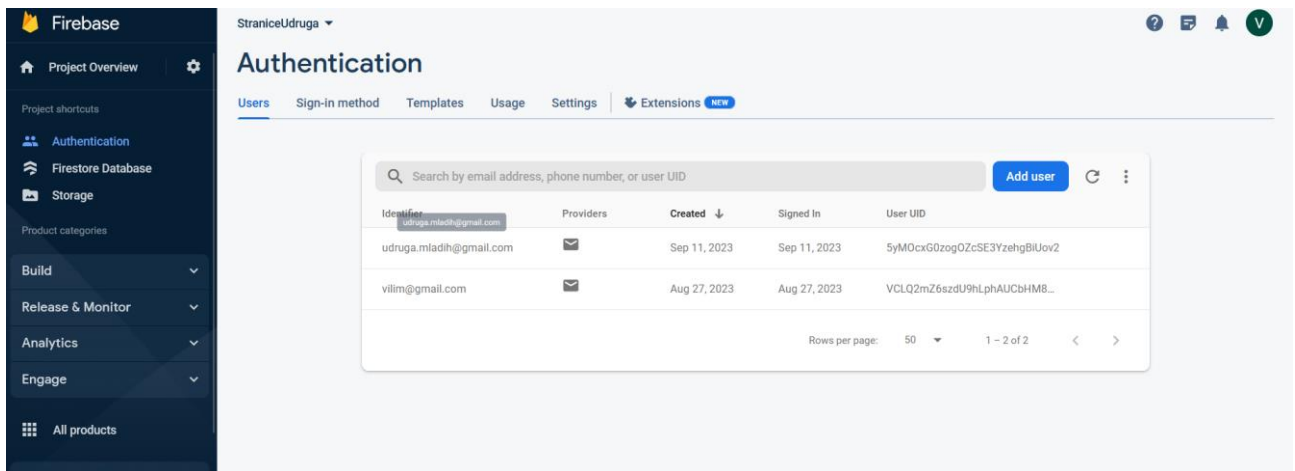 Firebase
StraniceUdruga
V
Project Overview
Authentication
Project shortcuts
Users Sign-in method Templates Usage Settings Extensions NEW
Authentication
Firestore Database
Storage
Product categories
Build
Release & Monitor
Analytics
Engage
All products
Search by email address, phone number, or user UID
Add user
Identifier Providers Created Signed In User UID
udruga.mladih@gmail.com
udruga.mladih@gmail.com Sep 11, 2023 Sep 11, 2023 5yMOcxG0zogOZcSE3YzehgBiUov2
vilim@gmail.com Aug 27, 2023 Aug 27, 2023 VCLQ2mZ6szdU9hLphAUCbHM8...
Rows per page: 50 1 – 2 of 2